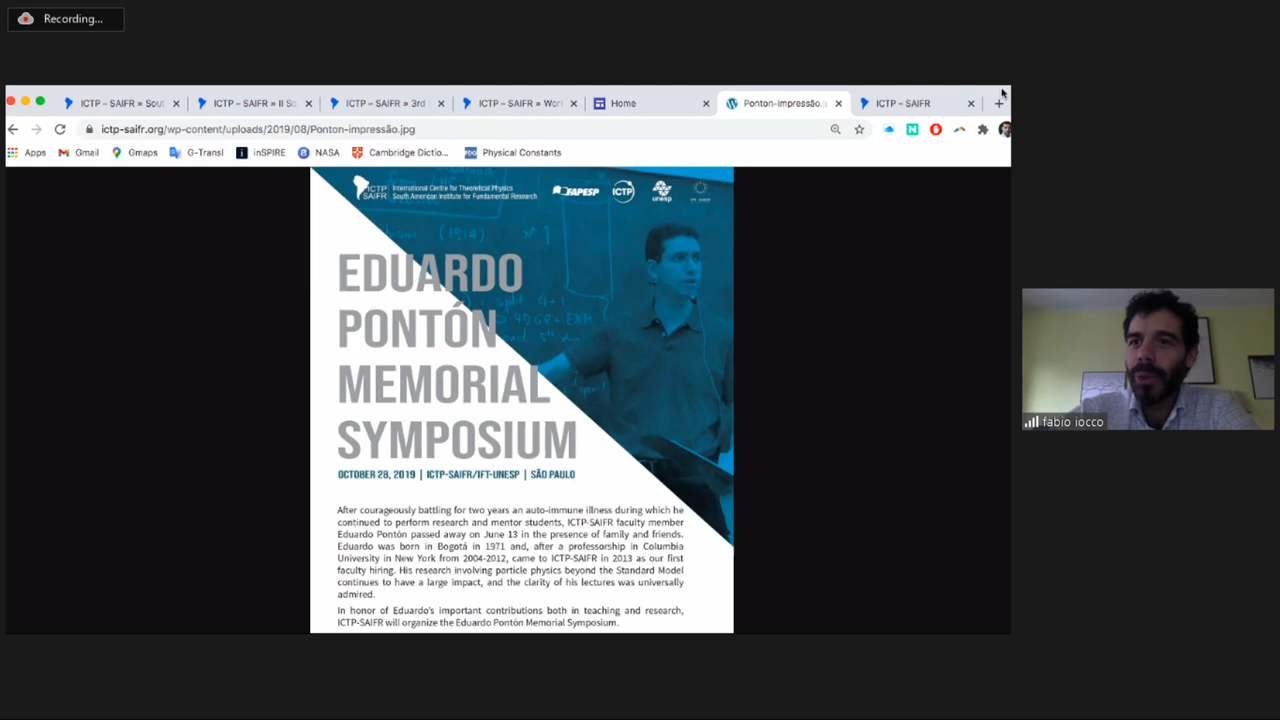 Recording...
ICTP – SAIFR » Sout
ICTP – SAIFR » II Sc
ICTP – SAIFR » 3rd
ICTP – SAIFR » Wor
Home
Ponton-impressão.j
ICTP – SAIFR
ictp-saifr.org/wp-content/uploads/2019/08/Ponton-impressão.jpg
Apps
Gmail
Gmaps
G-Transl
inSPIRE
NASA
Cambridge Dictio...
Physical Constants
ICTP
SAIFR
International Centre for Theoretical Physics
South American Institute for Fundamental Research
FAPESP
ICTP
unesp
(1914)
EDUARDO
PONTÓN
MEMORIAL
SYMPOSIUM
OCTOBER 28, 2019 | ICTP-SAIFR/IFT-UNESP | SÃO PAULO
After courageously battling for two years an auto-immune illness during which he
continued to perform research and mentor students, ICTP-SAIFR faculty member
Eduardo Pontón passed away on June 13 in the presence of family and friends.
Eduardo was born in Bogotá in 1971 and, after a professorship in Columbia
University in New York from 2004-2012, came to ICTP-SAIFR in 2013 as our first
faculty hiring. His research involving particle physics beyond the Standard Model
continues to have a large impact, and the clarity of his lectures was universally
admired.
In honor of Eduardo's important contributions both in teaching and research,
ICTP-SAIFR will organize the Eduardo Pontón Memorial Symposium.
fabio iocco